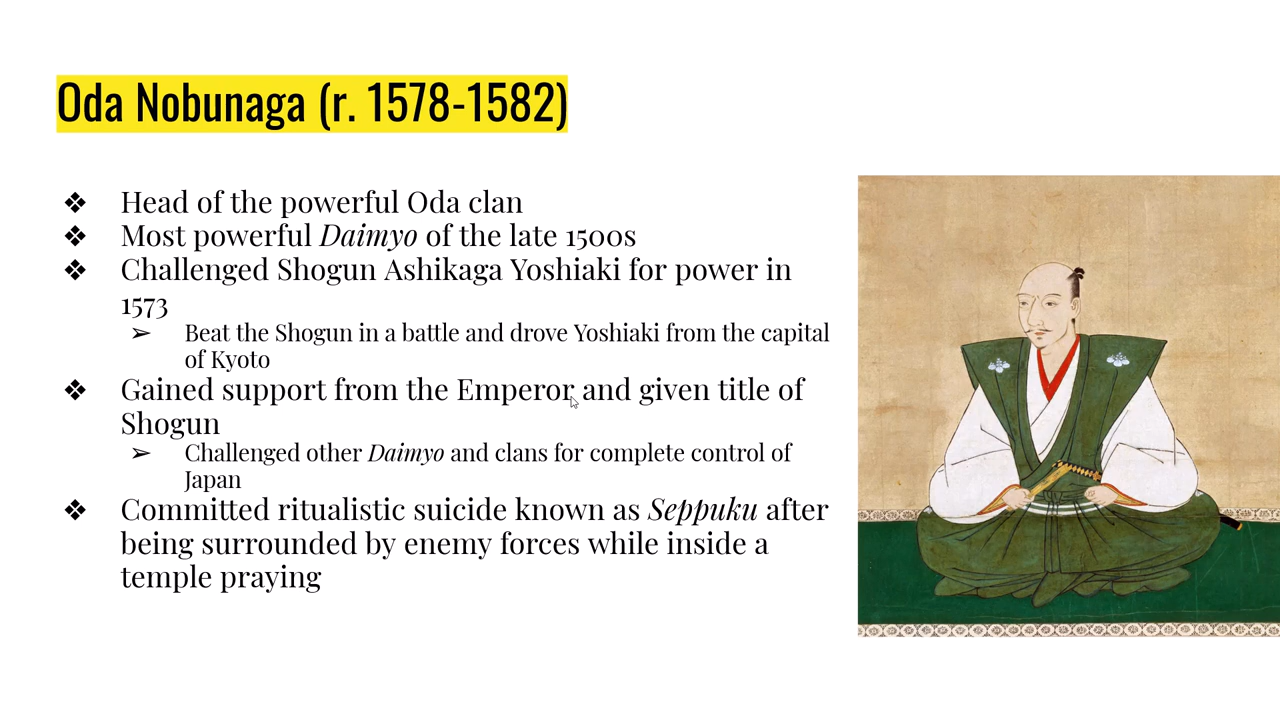 Oda Nobunaga (r. 1578-1582)
❖ Head of the powerful Oda clan
❖ Most powerful Daimyo of the late 1500s
❖ Challenged Shogun Ashikaga Yoshiaki for power in
1573
➢ Beat the Shogun in a battle and drove Yoshiaki from the capital
of Kyoto
❖ Gained support from the Emperor and given title of
Shogun
➢ Challenged other Daimyo and clans for complete control of
Japan
❖ Committed ritualistic suicide known as Seppuku after
being surrounded by enemy forces while inside a
temple praying